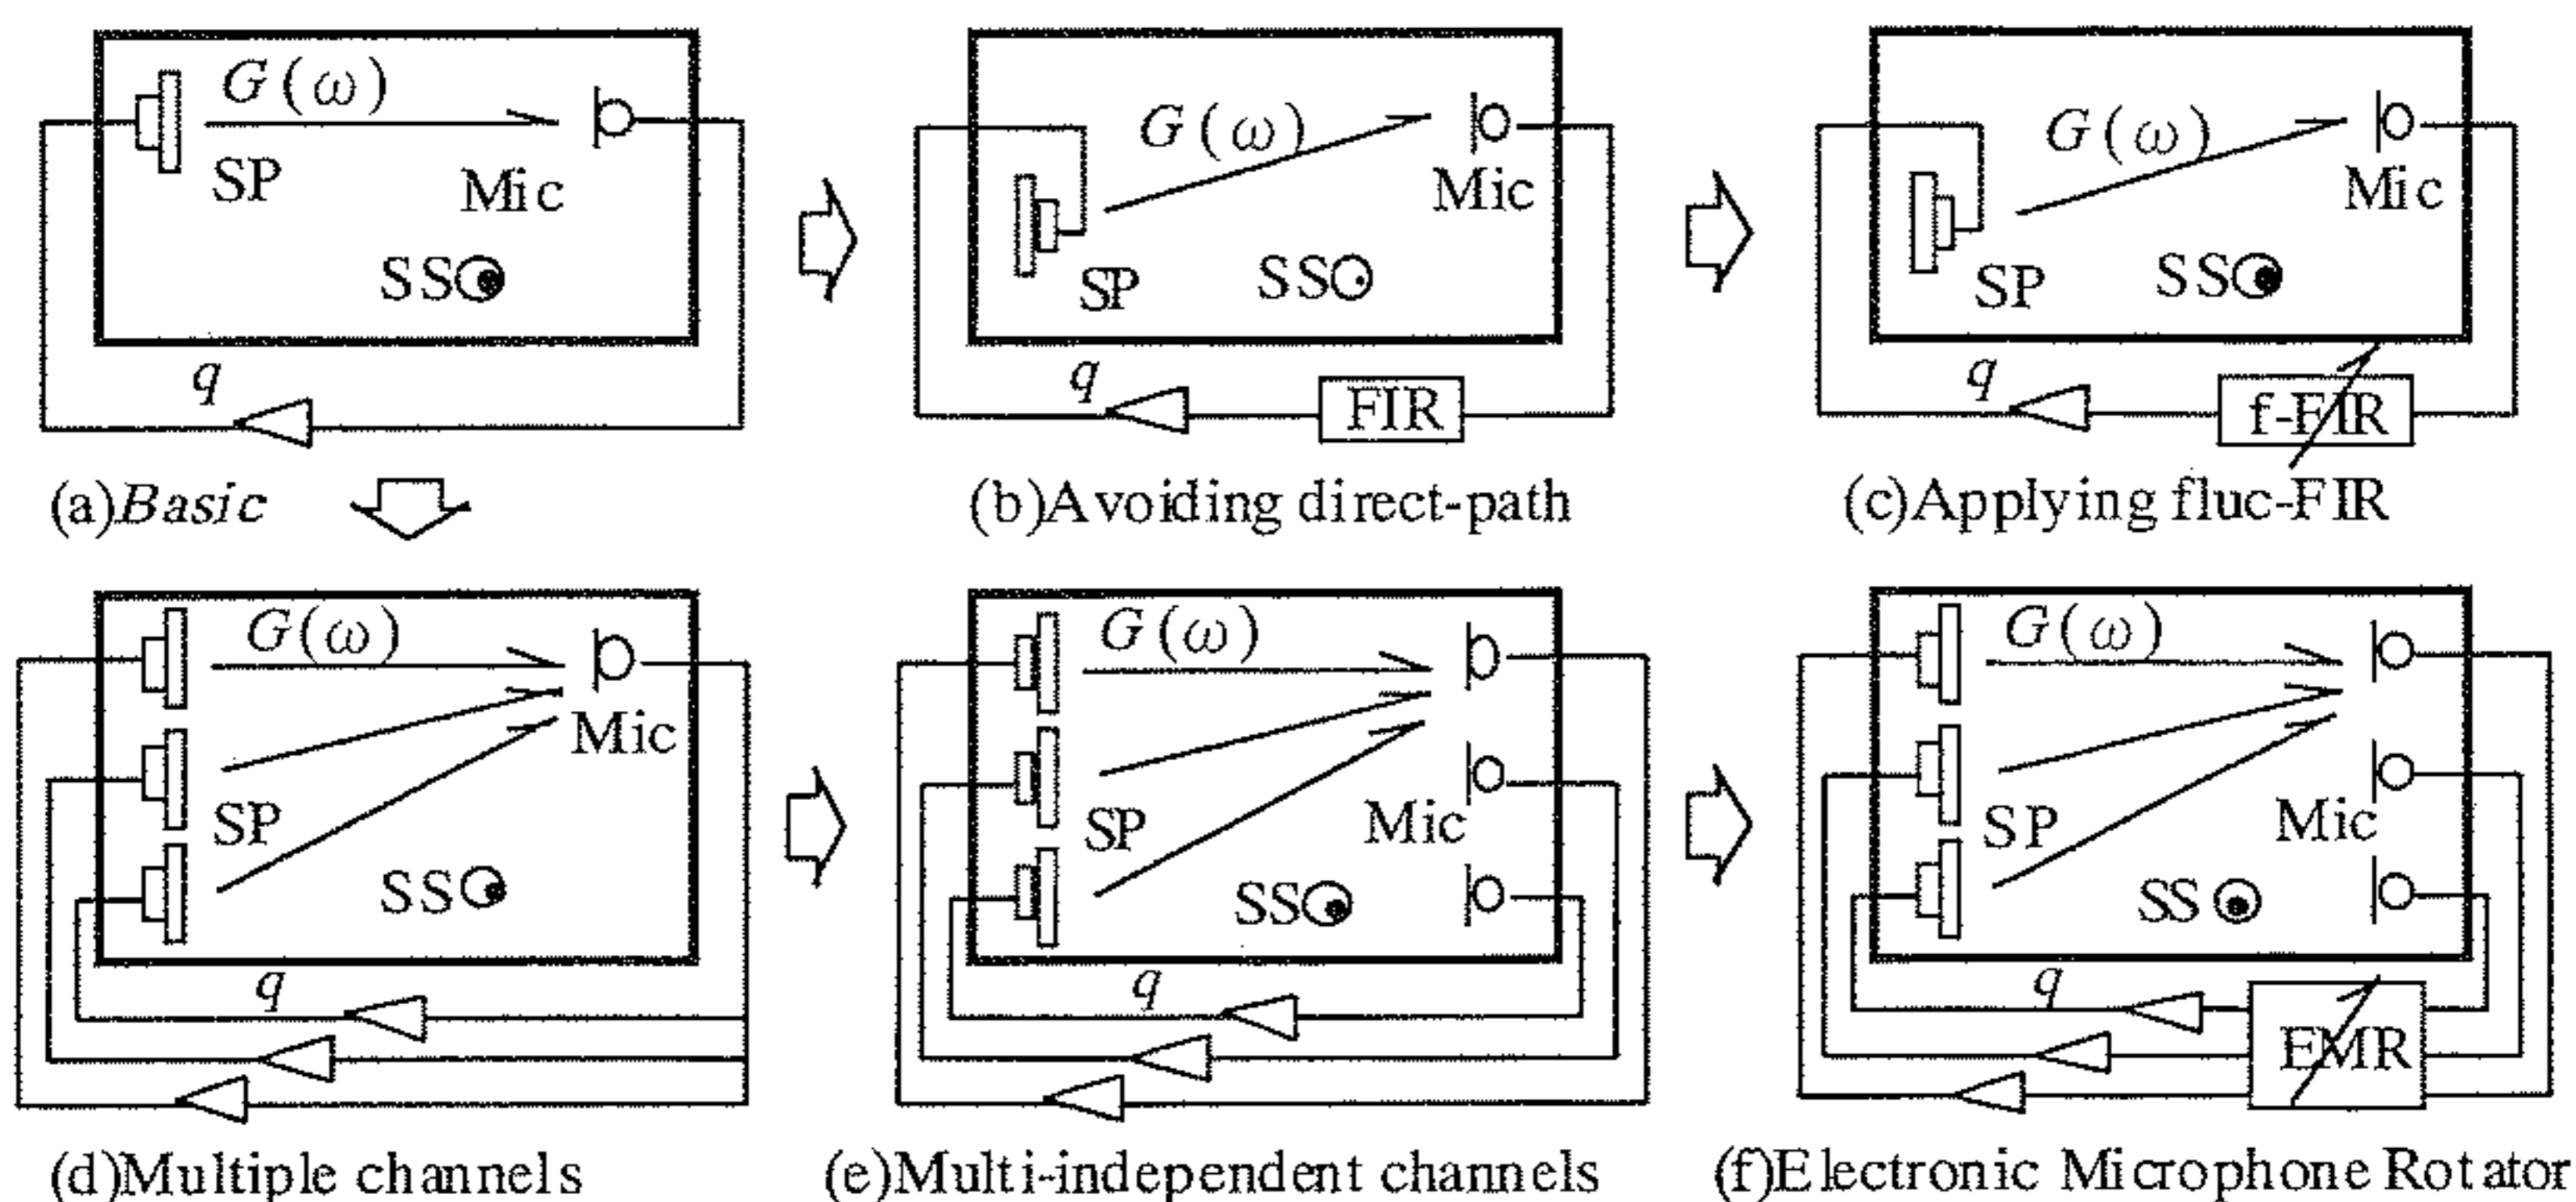 G(ω)
SP
Mic
SS
q
(a)Basic
G(ω)
Mic
SP
SS
q
FIR
(b)Avoiding direct-path
G(ω)
Mic
SP
SS
q
f-FIR
(c)Applying fluc-FIR
G(ω)
Mic
SP
SS
q
(d)Multiple channels
G(ω)
SP
Mic
SS
q
(e)Multi-independent channels
G(ω)
SP
Mic
SS
q
EMR
(f)Electronic Microphone Rotator